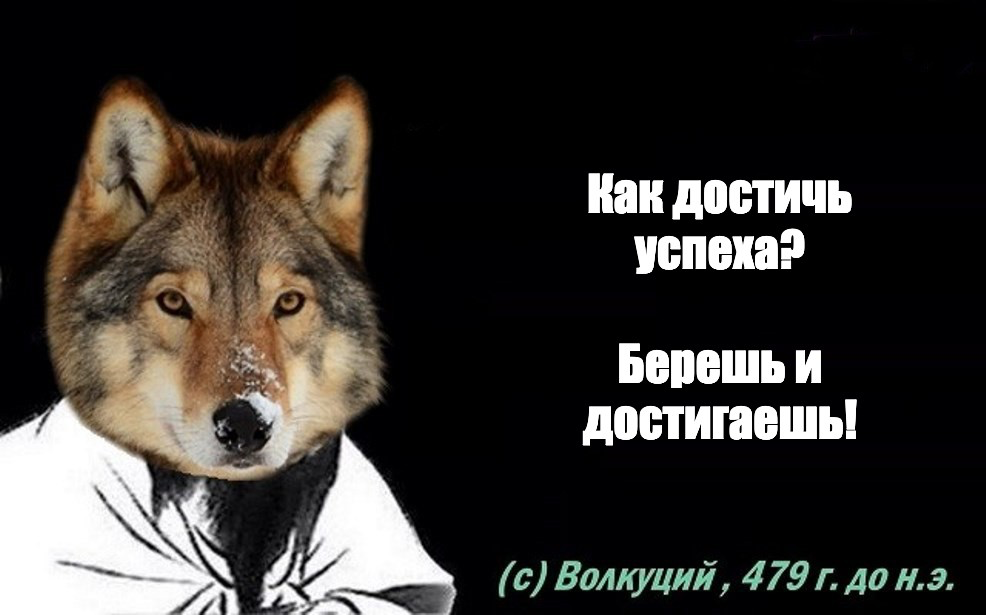 Как достичь
успеха?
Берешь и
достигаешь!
(с) Волкуций , 479 г. до н.э.